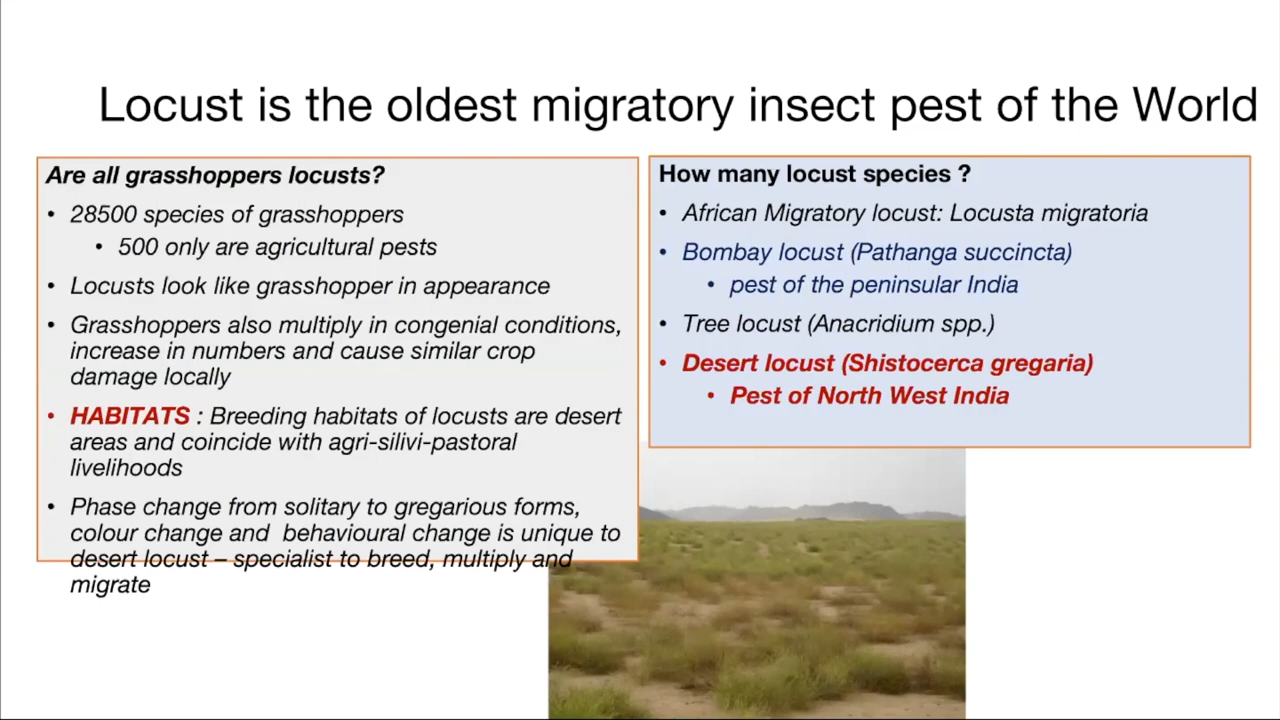 Locust is the oldest migratory insect pest of the World
Are all grasshoppers locusts?
• 28500 species of grasshoppers
• 500 only are agricultural pests
• Locusts look like grasshopper in appearance
• Grasshoppers also multiply in congenial conditions,
increase in numbers and cause similar crop
damage locally
• HABITATS : Breeding habitats of locusts are desert
areas and coincide with agri-silivi-pastoral
livelihoods
• Phase change from solitary to gregarious forms,
colour change and behavioural change is unique to
desert locust – specialist to breed, multiply and
migrate
How many locust species ?
• African Migratory locust: Locusta migratoria
• Bombay locust (Pathanga succincta)
• pest of the peninsular India
• Tree locust (Anacridium spp.)
• Desert locust (Shistocerca gregaria)
• Pest of North West India